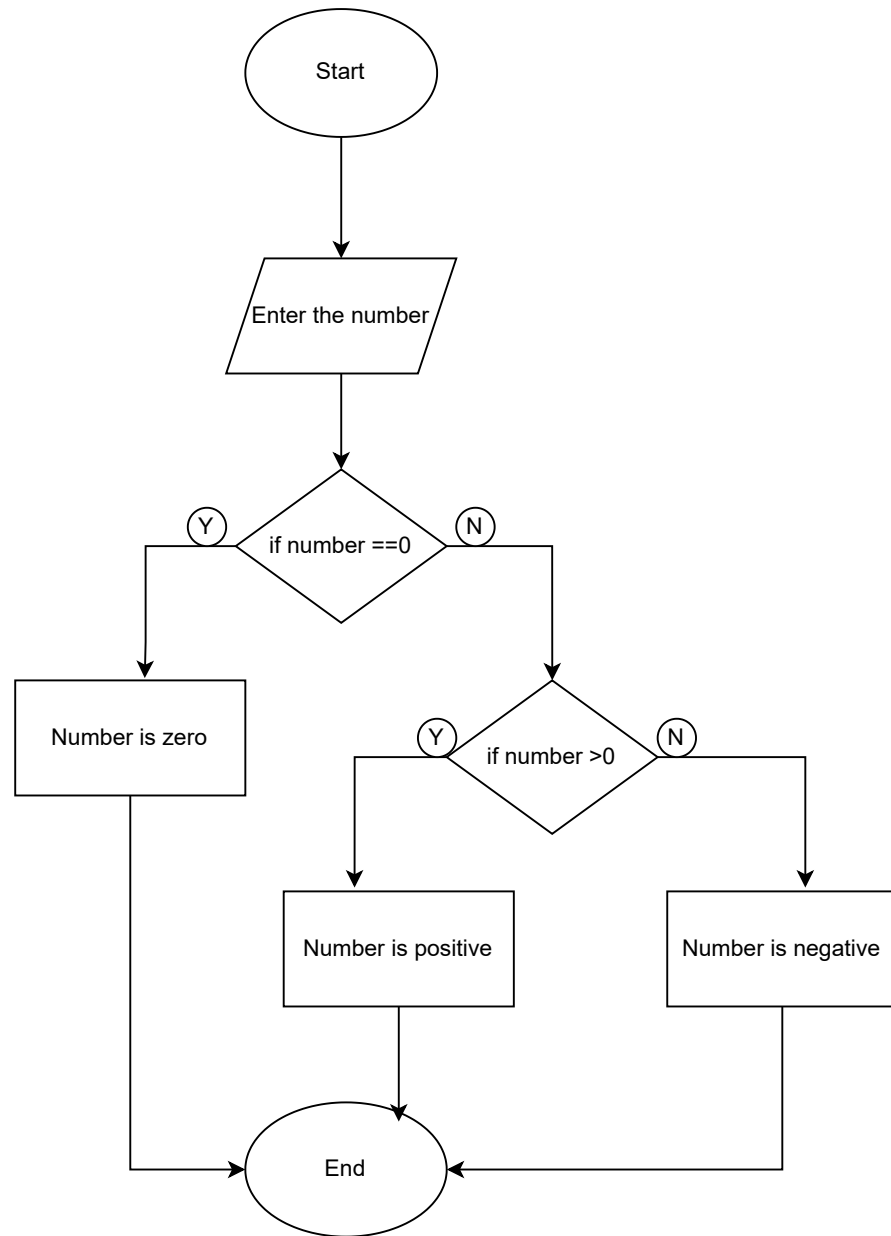 Start
Enter the number
Y
N
if number ==0
Number is zero
Y
N
if number >0
Number is positive
Number is negative
End